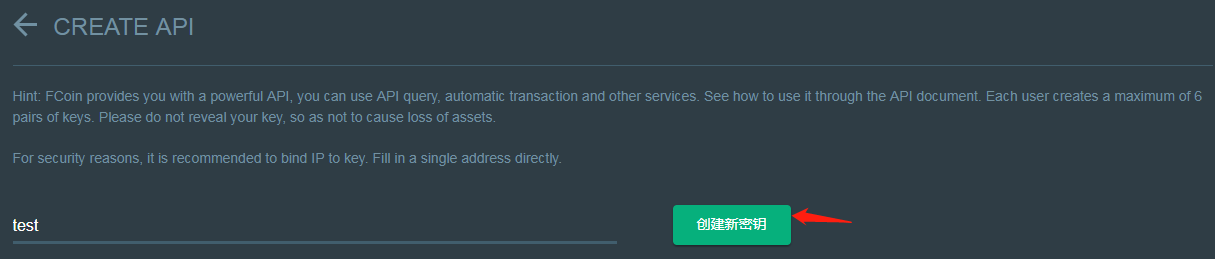 CREATE API
Hint: FCoin provides you with a powerful API, you can use API query, automatic transaction and other services. See how to use it through the API document. Each user creates a maximum of 6
pairs of keys. Please do not reveal your key, so as not to cause loss of assets.
For security reasons, it is recommended to bind IP to key. Fill in a single address directly.
test
创建新密钥